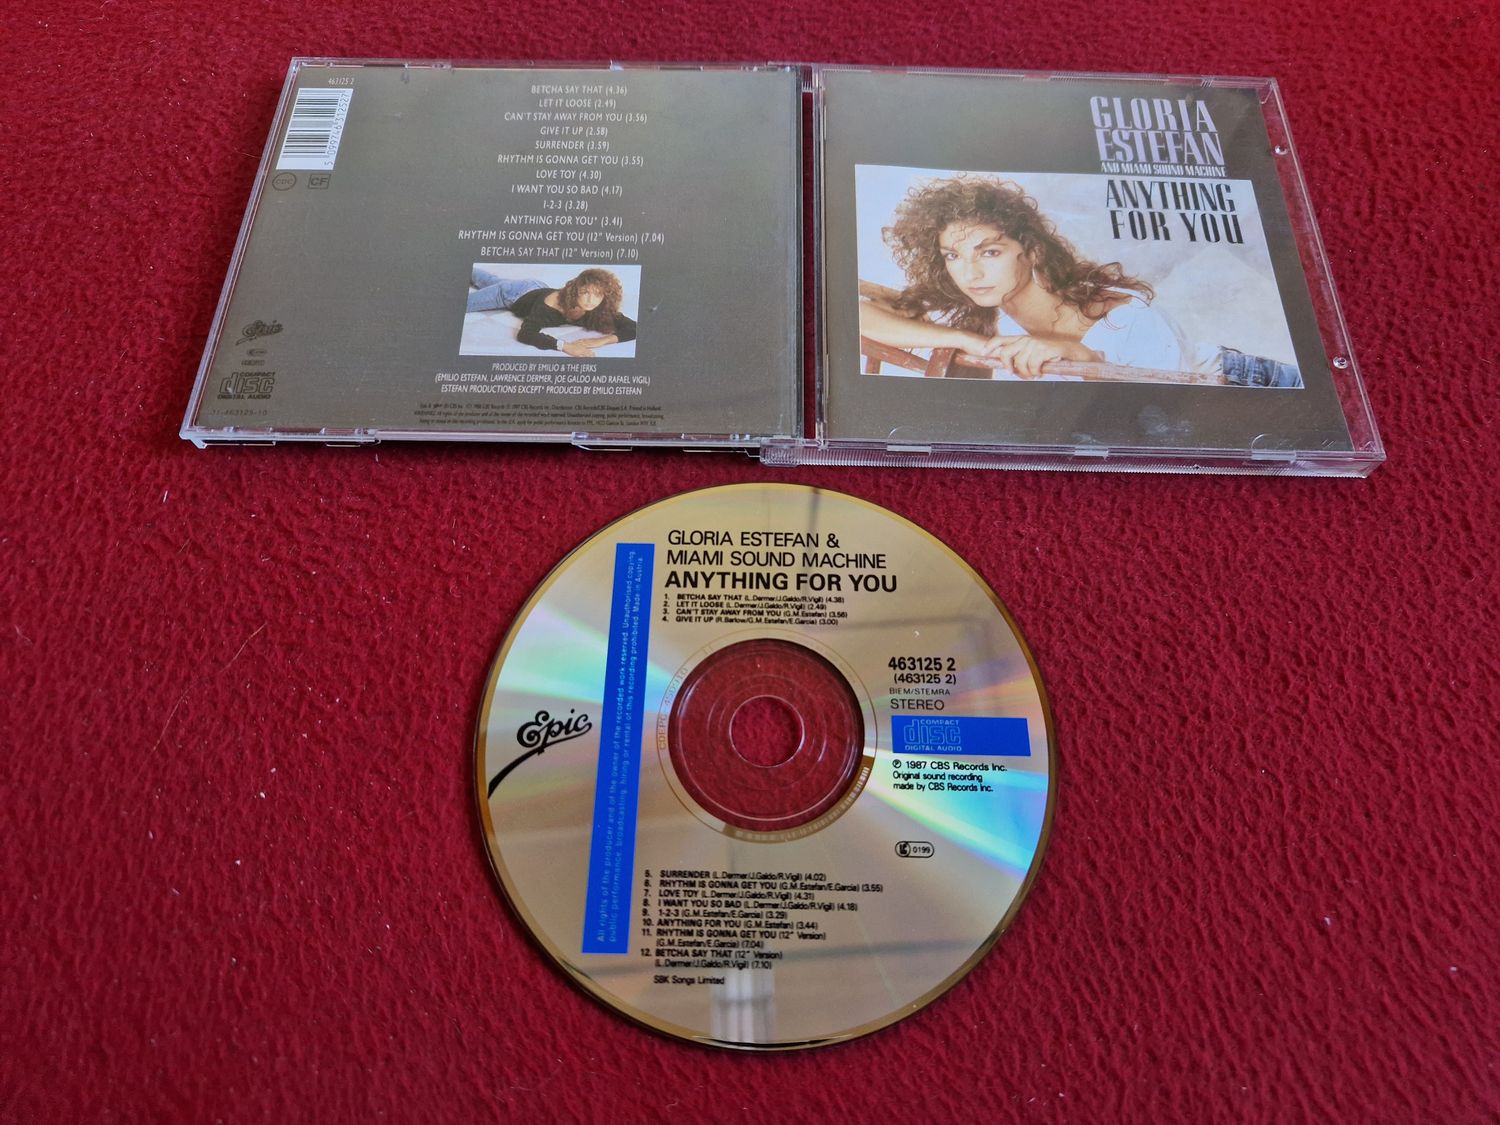 463125 2
5 099746 312527
CDC
CF
BETCHA SAY THAT (4.36)
LET IT LOOSE (2.49)
CAN'T STAY AWAY FROM YOU (3.56)
GIVE IT UP (2.58)
SURRENDER (3.59)
RHYTHM IS GONNA GET YOU (3.55)
LOVE TOY (4.30)
I WANT YOU SO BAD (4.17)
1-2-3 (3.28)
ANYTHING FOR YOU* (3.41)
RHYTHM IS GONNA GET YOU (12" Version) (7.04)
BETCHA SAY THAT (12" Version) (7.10)
PRODUCED BY EMILIO & THE JERKS
(EMILIO ESTEFAN, LAWRENCE DERMER, JOE GALDO AND RAFAEL VIGIL)
ESTEFAN PRODUCTIONS EXCEPT* PRODUCED BY EMILIO ESTEFAN
Epic
COMPACT
disc
DIGITAL AUDIO
01-463125-10
GLORIA
ESTEFAN
AND MIAMI SOUND MACHINE
ANYTHING
FOR YOU
GLORIA ESTEFAN &
MIAMI SOUND MACHINE
ANYTHING FOR YOU
1. BETCHA SAY THAT (L.Dermer/J.Galdo/R.Vigil) (4.36)
2. LET IT LOOSE (L.Dermer/J.Galdo/R.Vigil) (2.49)
3. CAN'T STAY AWAY FROM YOU (G.M.Estefan) (3.56)
4. GIVE IT UP (R.Barlow/G.M.Estefan/E.Garcia) (3.00)
463125 2
(463125 2)
BIEM/STEMRA
STEREO
COMPACT
disc
DIGITAL AUDIO
℗ 1987 CBS Records Inc.
Original sound recording
made by CBS Records Inc.
0199
Epic
All rights of the producer and of the owner of the recorded work reserved. Unauthorised copying,
public performance, broadcasting, hiring or rental of this recording prohibited. Made in Austria.
5. SURRENDER (L.Dermer/J.Galdo/R.Vigil) (4.02)
6. RHYTHM IS GONNA GET YOU (G.M.Estefan/E.Garcia) (3.55)
7. LOVE TOY (L.Dermer/J.Galdo/R.Vigil) (4.31)
8. I WANT YOU SO BAD (L.Dermer/J.Galdo/R.Vigil) (4.18)
9. 1-2-3 (G.M.Estefan/E.Garcia) (3.29)
10. ANYTHING FOR YOU (G.M.Estefan) (3.44)
11. RHYTHM IS GONNA GET YOU (12" Version)
(G.M.Estefan/E.Garcia) (7.04)
12. BETCHA SAY THAT (12" Version)
(L.Dermer/J.Galdo/R.Vigil) (7.10)
SBK Songs Limited